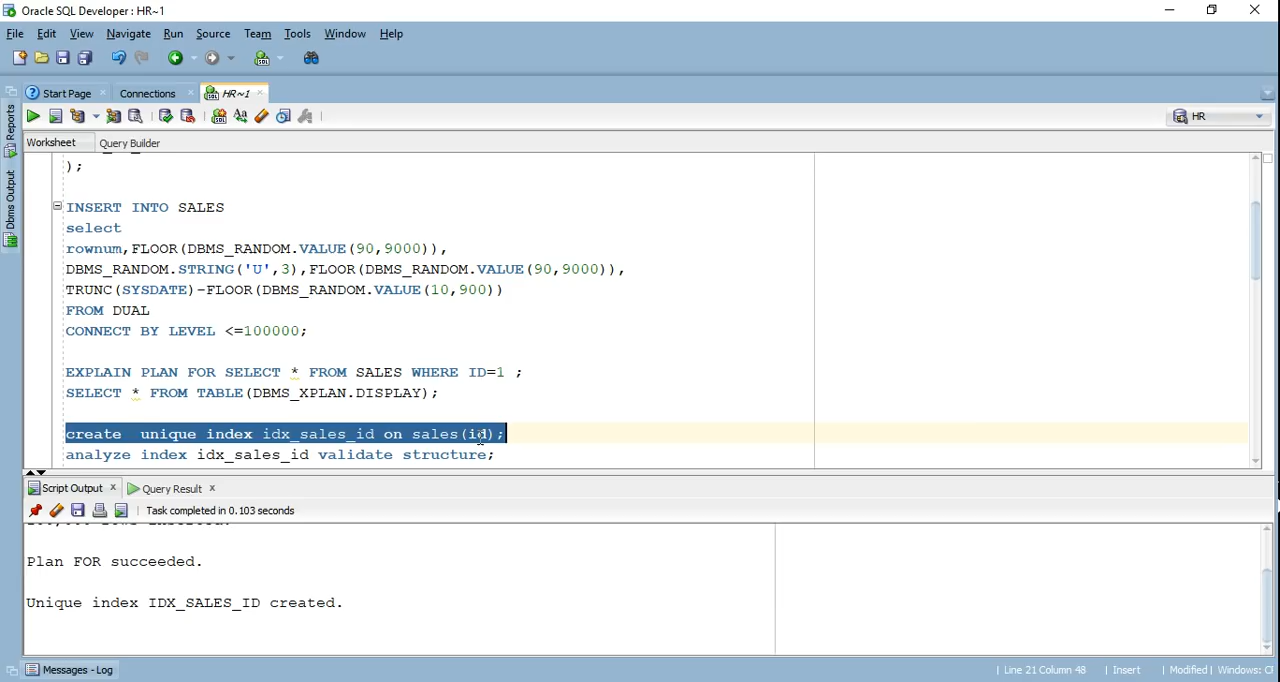 Oracle SQL Developer : HR~1
File Edit View Navigate Run Source Team Tools Window Help
Start Page Connections HR~1
HR
Worksheet Query Builder
Reports
Dbms Output
);
INSERT INTO SALES
select
rownum,FLOOR(DBMS_RANDOM.VALUE(90,9000)),
DBMS_RANDOM.STRING('U',3),FLOOR(DBMS_RANDOM.VALUE(90,9000)),
TRUNC(SYSDATE)-FLOOR(DBMS_RANDOM.VALUE(10,900))
FROM DUAL
CONNECT BY LEVEL <=100000;
EXPLAIN PLAN FOR SELECT * FROM SALES WHERE ID=1 ;
SELECT * FROM TABLE(DBMS_XPLAN.DISPLAY);
create  unique index idx_sales_id on sales(id);
analyze index idx_sales_id validate structure;
Script Output Query Result
Task completed in 0.103 seconds
Plan FOR succeeded.
Unique index IDX_SALES_ID created.
Messages - Log
Line 21 Column 48 Insert Modified Windows: